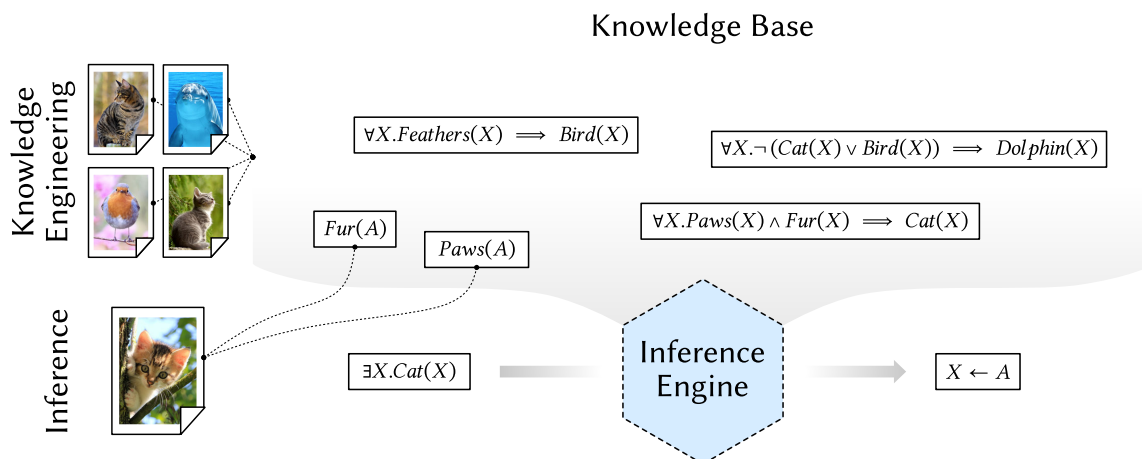 Knowledge Base
Knowledge
Engineering
∀X.Feathers(X) ⟹ Bird(X)
∀X.¬(Cat(X) ∨ Bird(X)) ⟹ Dolphin(X)
∀X.Paws(X) ∧ Fur(X) ⟹ Cat(X)
Fur(A)
Paws(A)
Inference
∃X.Cat(X)
Inference
Engine
X ← A